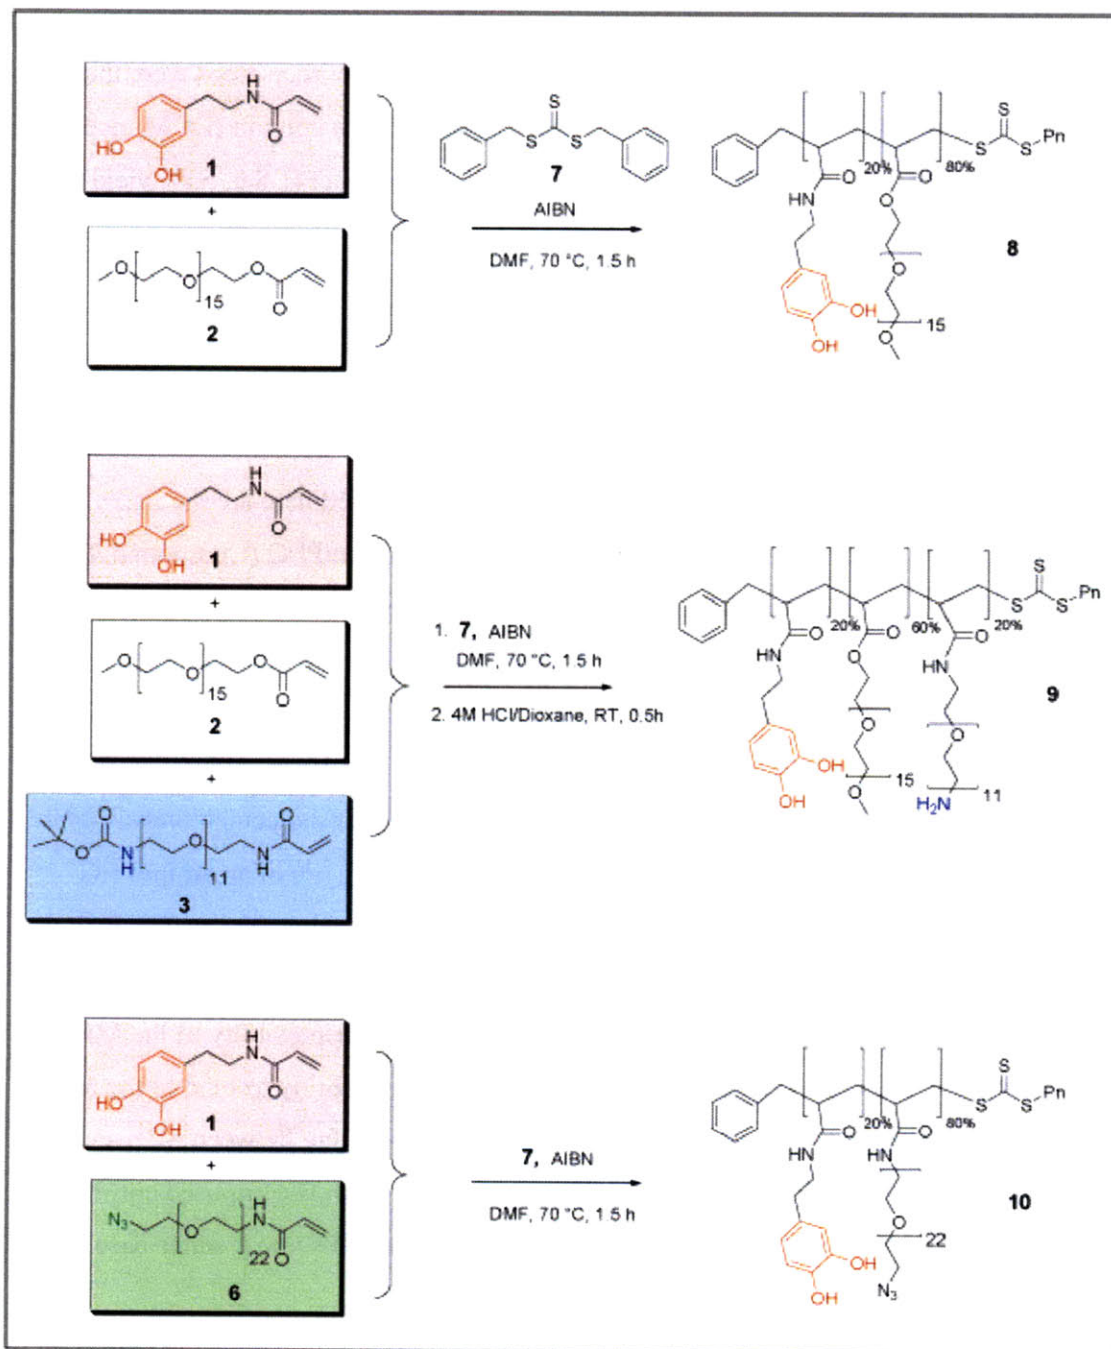 H
N
O
HO
OH
1
+
O
O
O
15
O
2
S
S
S
7
AIBN
DMF, 70 °C, 1.5 h
20%
80%
S
S
S
Pn
HN
O
O
O
OH
OH
O
15
O
8
H
N
O
HO
OH
1
+
O
O
O
15
O
2
+
O
O
N
H
O
11
H
N
O
3
1. 7, AIBN
DMF, 70 °C, 1.5 h
2. 4M HCl/Dioxane, RT, 0.5h
20%
60%
20%
S
S
S
Pn
HN
O
O
O
HN
O
OH
OH
O
15
O
O
11
H₂N
9
H
N
O
HO
OH
1
+
N₃
O
22
H
N
O
6
7, AIBN
DMF, 70 °C, 1 5 h
20%
80%
S
S
S
Pn
HN
O
HN
O
OH
OH
O
22
N₃
10